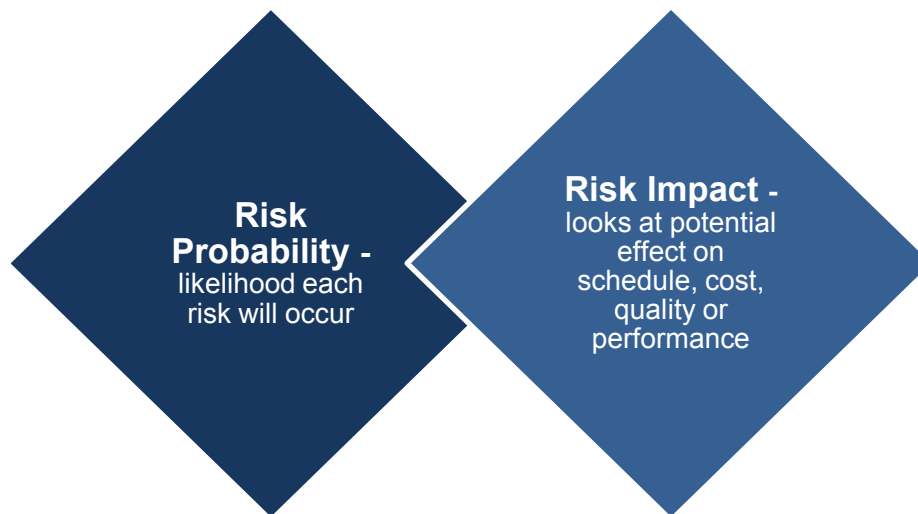 Risk
Probability -
likelihood each
risk will occur
Risk Impact -
looks at potential
effect on
schedule, cost,
quality or
performance